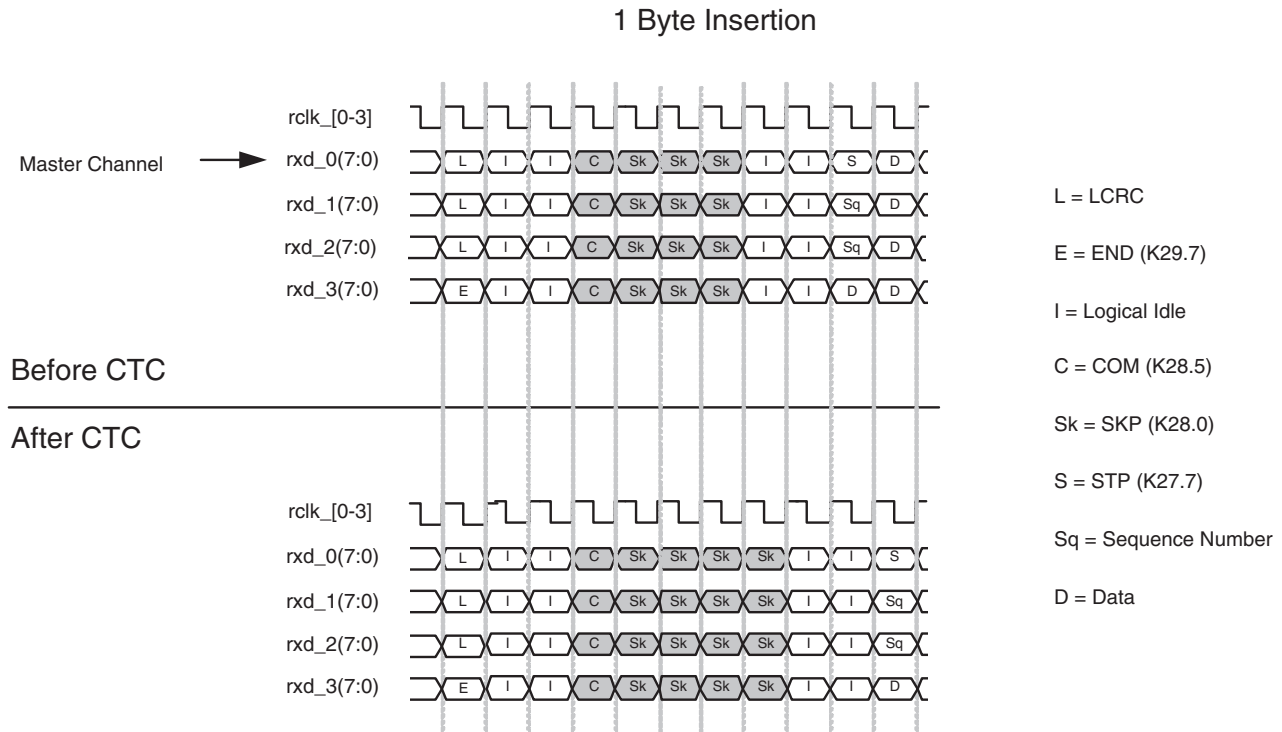 1 Byte Insertion
rclk_[0-3]
Master Channel rxd_0(7:0) L I I C Sk Sk Sk I I S D
rxd_1(7:0) L I I C Sk Sk Sk I I Sq D
rxd_2(7:0) L I I C Sk Sk Sk I I Sq D
rxd_3(7:0) E I I C Sk Sk Sk I I D D
Before CTC
After CTC
rclk_[0-3]
rxd_0(7:0) L I I C Sk Sk Sk Sk I I S
rxd_1(7:0) L I I C Sk Sk Sk Sk I I Sq
rxd_2(7:0) L I I C Sk Sk Sk Sk I I Sq
rxd_3(7:0) E I I C Sk Sk Sk Sk I I D
L = LCRC
E = END (K29.7)
I = Logical Idle
C = COM (K28.5)
Sk = SKP (K28.0)
S = STP (K27.7)
Sq = Sequence Number
D = Data